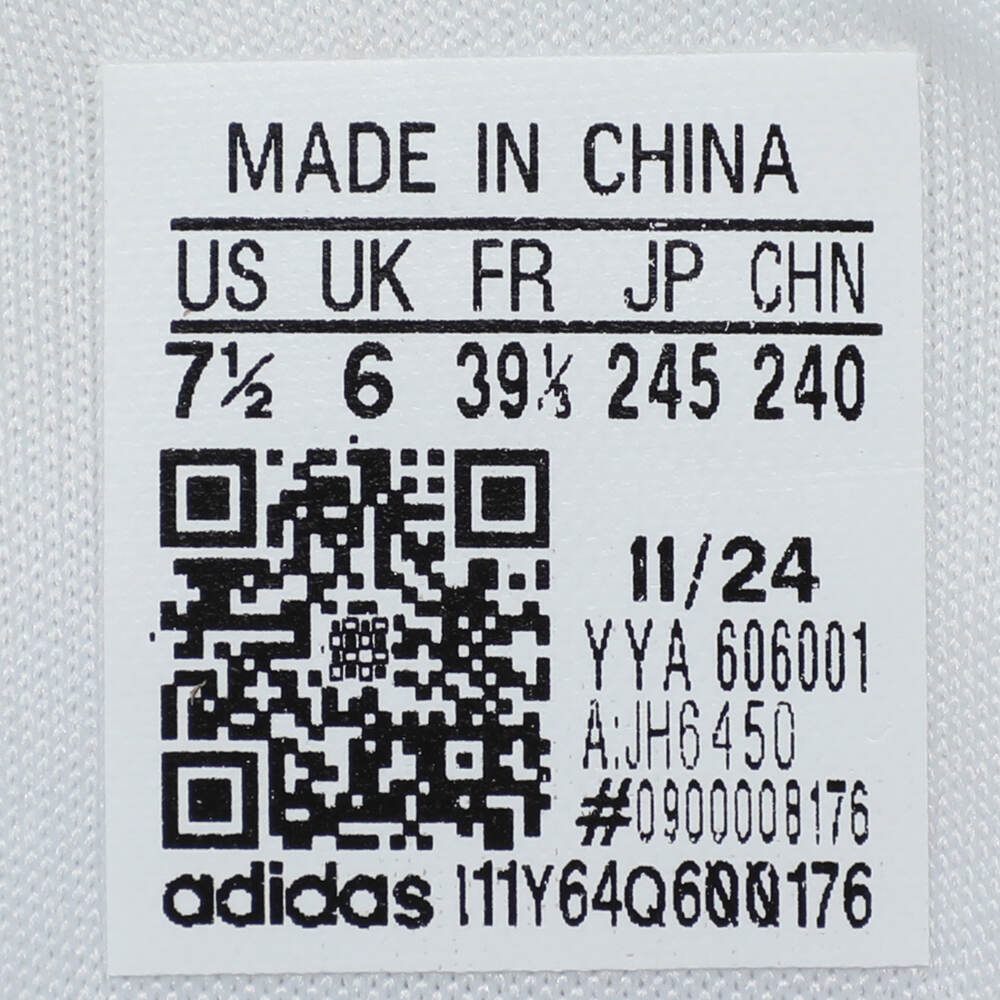 MADE IN CHINA
US UK FR JP CHN
7½ 6 39⅓ 245 240
11/24
YYA 606001
A:JH6450
#0900008176
adidas